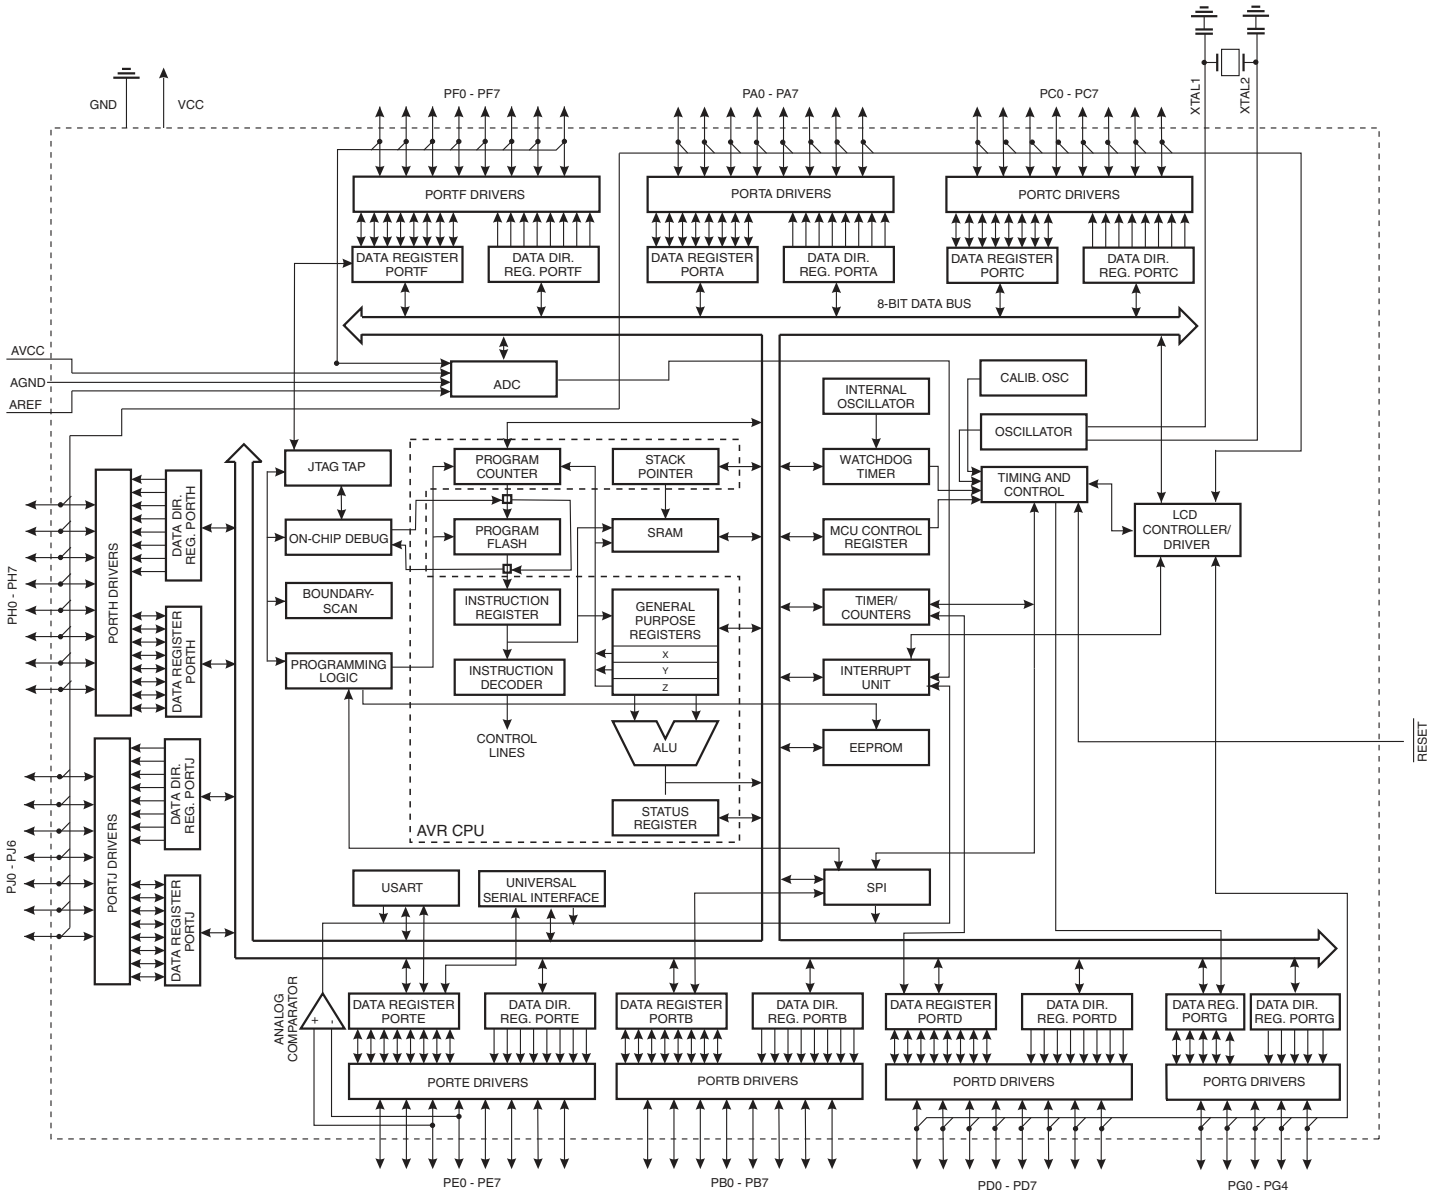 XTAL1
XTAL2
GND
VCC
PF0 - PF7
PA0 - PA7
PC0 - PC7
PORTF DRIVERS
PORTA DRIVERS
PORTC DRIVERS
DATA REGISTER
PORTF
DATA DIR.
REG. PORTF
DATA REGISTER
PORTA
DATA DIR.
REG. PORTA
DATA REGISTER
PORTC
DATA DIR.
REG. PORTC
8-BIT DATA BUS
AVCC
AGND
AREF
ADC
CALIB. OSC
INTERNAL
OSCILLATOR
OSCILLATOR
JTAG TAP
PROGRAM
COUNTER
STACK
POINTER
WATCHDOG
TIMER
TIMING AND
CONTROL
LCD
CONTROLLER/
DRIVER
ON-CHIP DEBUG
PROGRAM
FLASH
SRAM
MCU CONTROL
REGISTER
BOUNDARY-
SCAN
INSTRUCTION
REGISTER
GENERAL
PURPOSE
REGISTERS
X
Y
Z
TIMER/
COUNTERS
PROGRAMMING
LOGIC
INSTRUCTION
DECODER
INTERRUPT
UNIT
CONTROL
LINES
ALU
EEPROM
RESET
STATUS
REGISTER
AVR CPU
PH0 - PH7
PORTH DRIVERS
DATA DIR.
REG. PORTH
DATA REGISTER
PORTH
PJ0 - PJ6
PORTJ DRIVERS
DATA DIR.
REG. PORTJ
DATA REGISTER
PORTJ
USART
UNIVERSAL
SERIAL INTERFACE
SPI
ANALOG
COMPARATOR
+
-
DATA REGISTER
PORTE
DATA DIR.
REG. PORTE
DATA REGISTER
PORTB
DATA DIR.
REG. PORTB
DATA REGISTER
PORTD
DATA DIR.
REG. PORTD
DATA REG.
PORTG
DATA DIR.
REG. PORTG
PORTE DRIVERS
PORTB DRIVERS
PORTD DRIVERS
PORTG DRIVERS
PE0 - PE7
PB0 - PB7
PD0 - PD7
PG0 - PG4